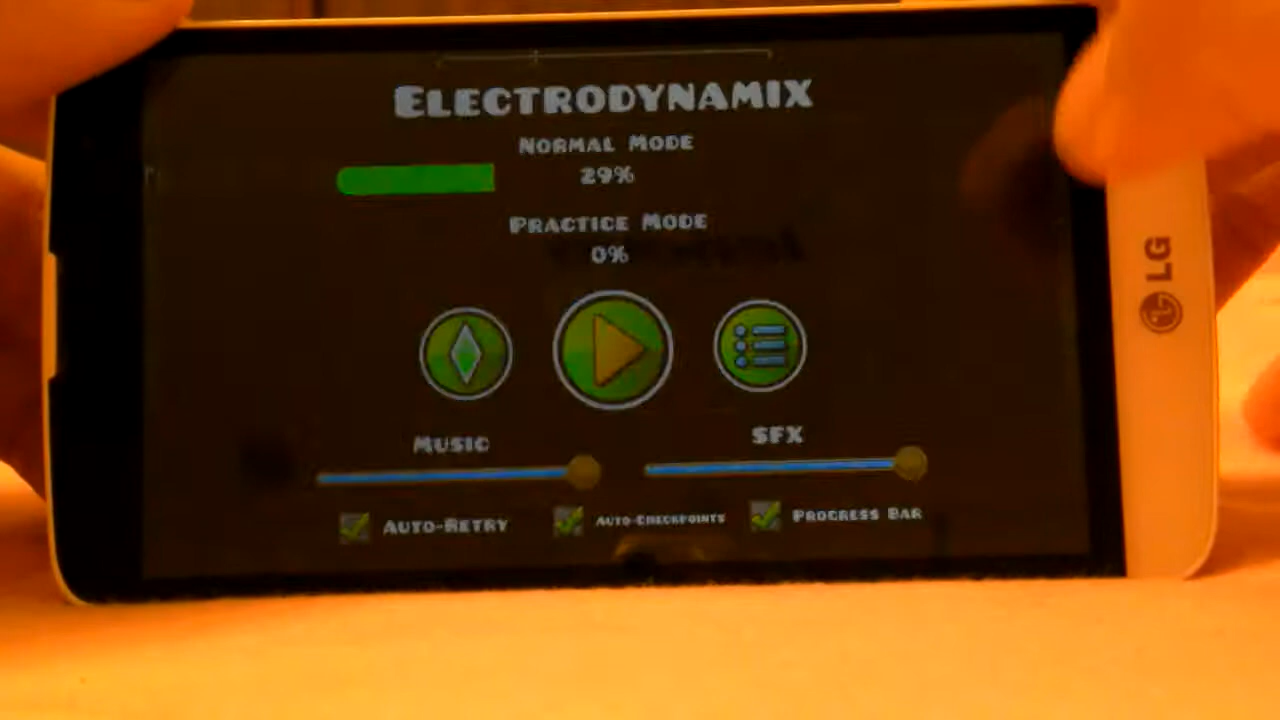 ELECTRODYNAMIX
NORMAL MODE
29%
PRACTICE MODE
0%
MUSIC
SFX
AUTO-RETRY
AUTO-CHECKPOINTS
PROGRESS BAR
LG